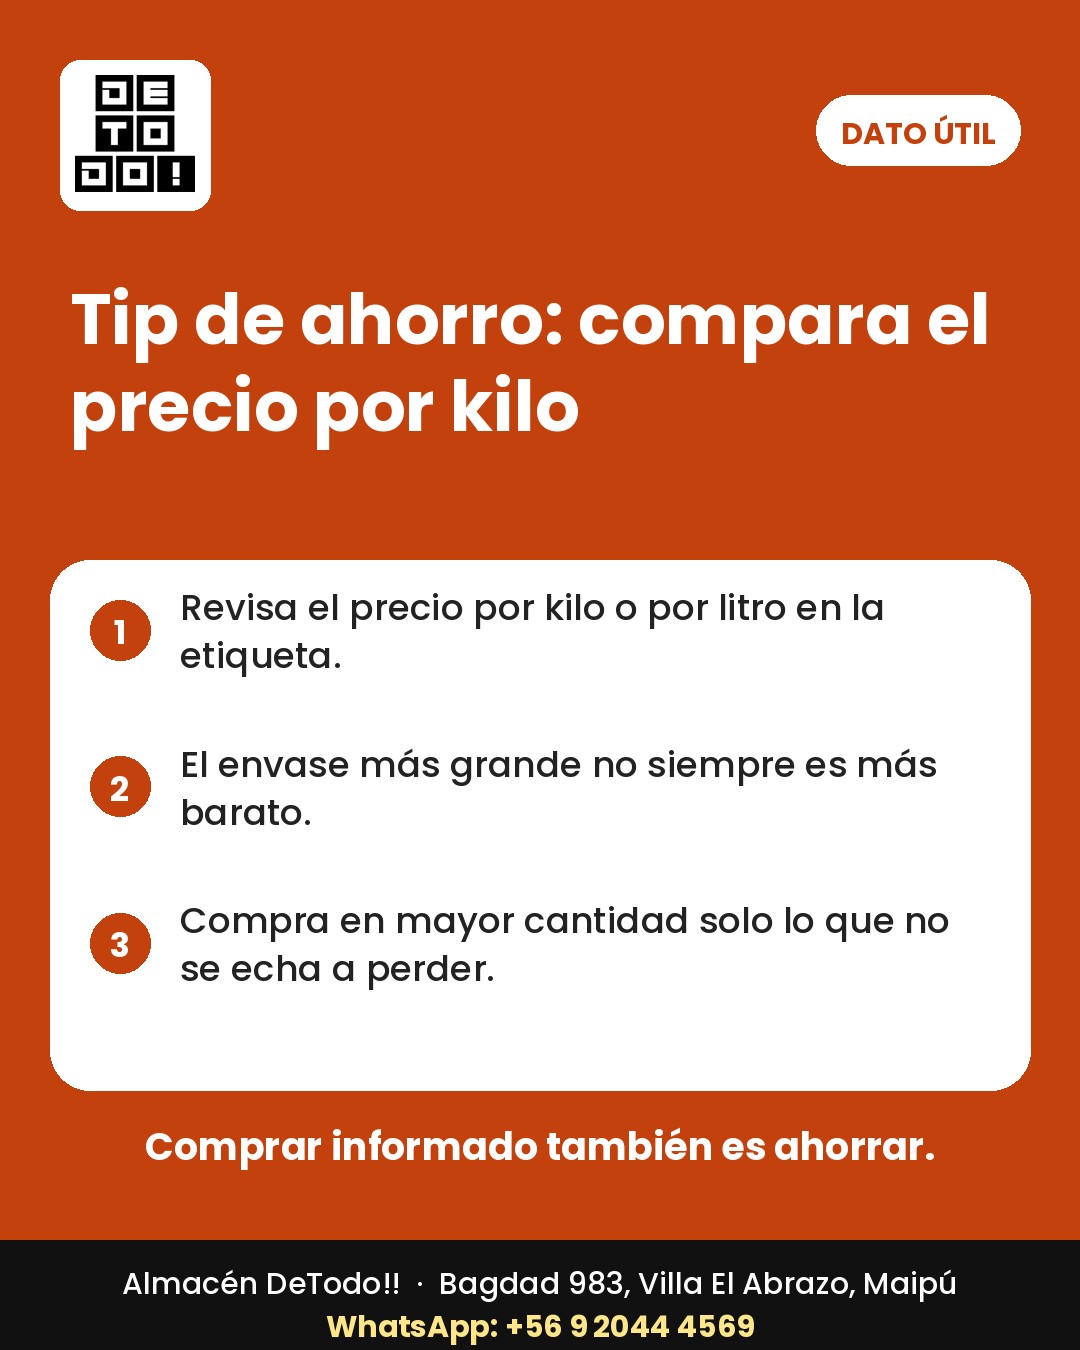 DE
TO
DO!
DATO ÚTIL
Tip de ahorro: compara el
precio por kilo
1 Revisa el precio por kilo o por litro en la
etiqueta.
2 El envase más grande no siempre es más
barato.
3 Compra en mayor cantidad solo lo que no
se echa a perder.
Comprar informado también es ahorrar.
Almacén DeTodo!! · Bagdad 983, Villa El Abrazo, Maipú
WhatsApp: +56 9 2044 4569